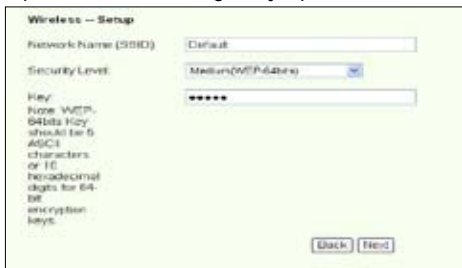 Wireless -- Setup
Network Name (SSID) Default
Security Level: Medium(WEP-64bits)
Key: •••••
Note: WEP-
64bits Key
should be 5
ASCII
characters
or 10
hexadecimal
digits for 64-
bit
encryption
keys.
Back Next